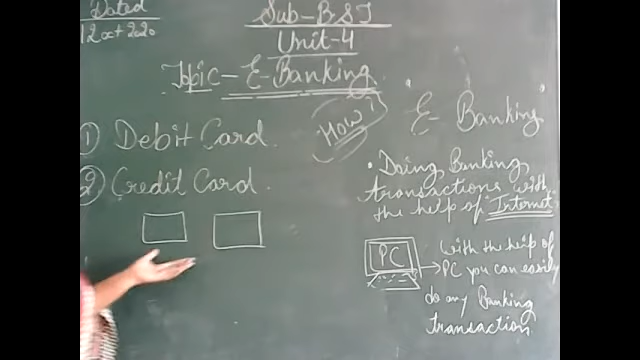 Dated
12 Oct 2020
Sub-BST
Unit-4
Topic-E-Banking
① Debit Card.
② Credit Card.
How?
E-Banking
• Doing Banking
transactions with
the help of "Internet"
PC
With the help of
PC you can easily
do any Banking
Transaction.